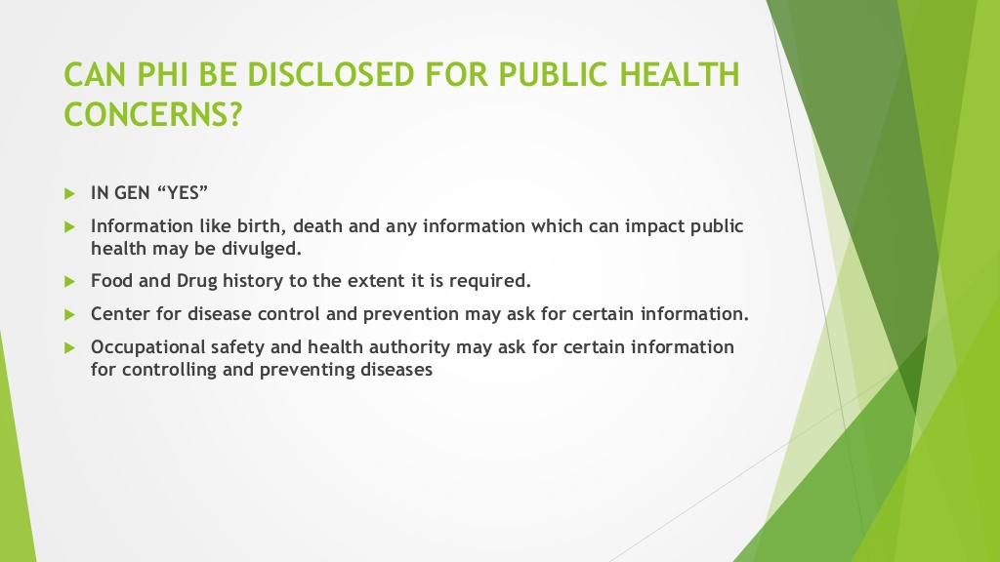 CAN PHI BE DISCLOSED FOR PUBLIC HEALTH
CONCERNS?
IN GEN “YES”
Information like birth, death and any information which can impact public
health may be divulged.
Food and Drug history to the extent it is required.
Center for disease control and prevention may ask for certain information.
Occupational safety and health authority may ask for certain information
for controlling and preventing diseases